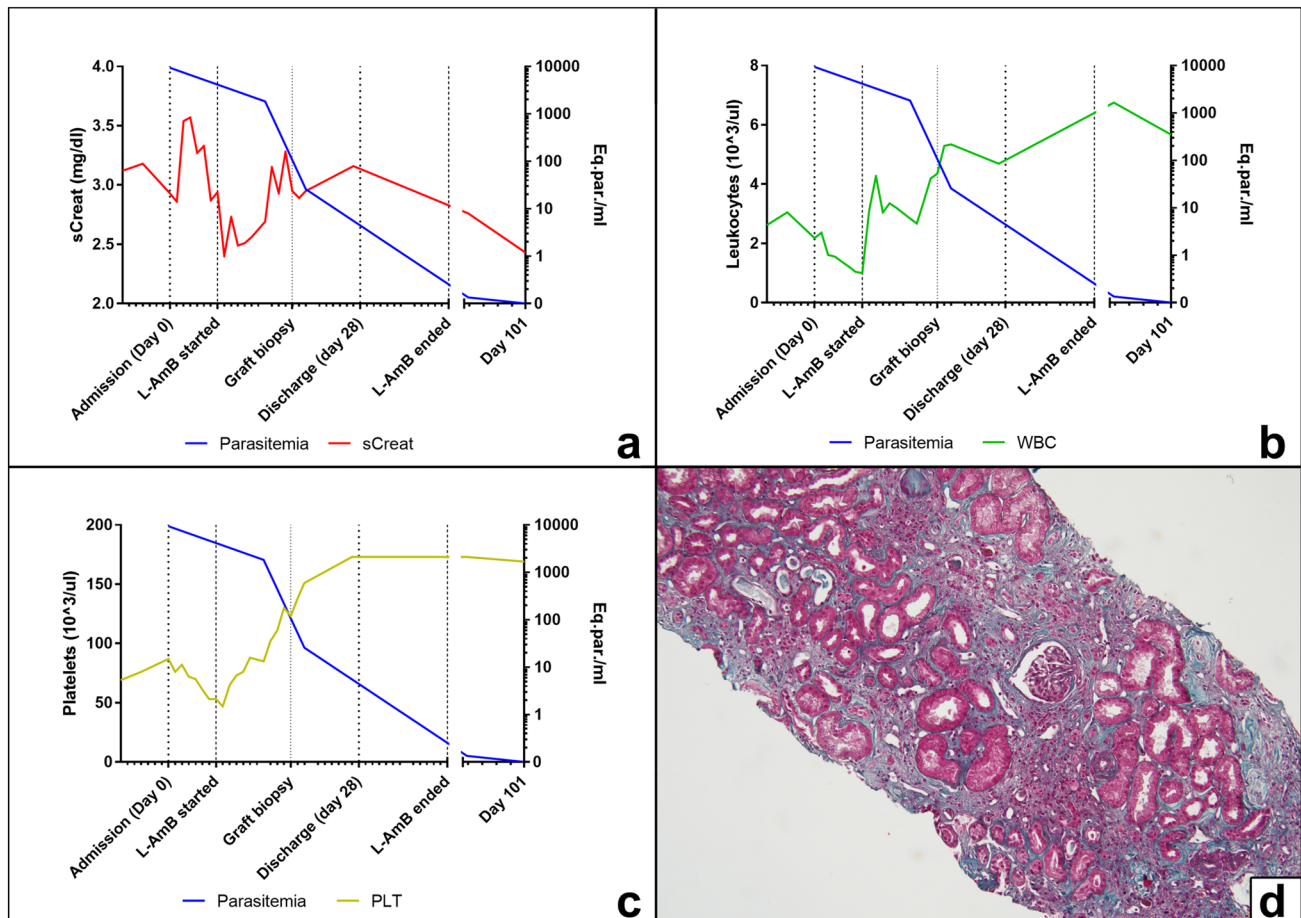 4.0
3.5
3.0
2.5
2.0
sCreat (mg/dl)
10000
1000
100
10
1
0
Eq.par./ml
Admission (Day 0)
L-AmB started
Graft biopsy
Discharge (day 28)
L-AmB ended
Day 101
Parasitemia
sCreat
a
8
6
4
2
0
Leukocytes (10^3/ul)
10000
1000
100
10
1
0
Eq.par./ml
Admission (Day 0)
L-AmB started
Graft biopsy
Discharge (day 28)
L-AmB ended
Day 101
Parasitemia
WBC
b
200
150
100
50
0
Platelets (10^3/ul)
10000
1000
100
10
1
0
Eq.par./ml
Admission (Day 0)
L-AmB started
Graft biopsy
Discharge (day 28)
L-AmB ended
Day 101
Parasitemia
PLT
c
d